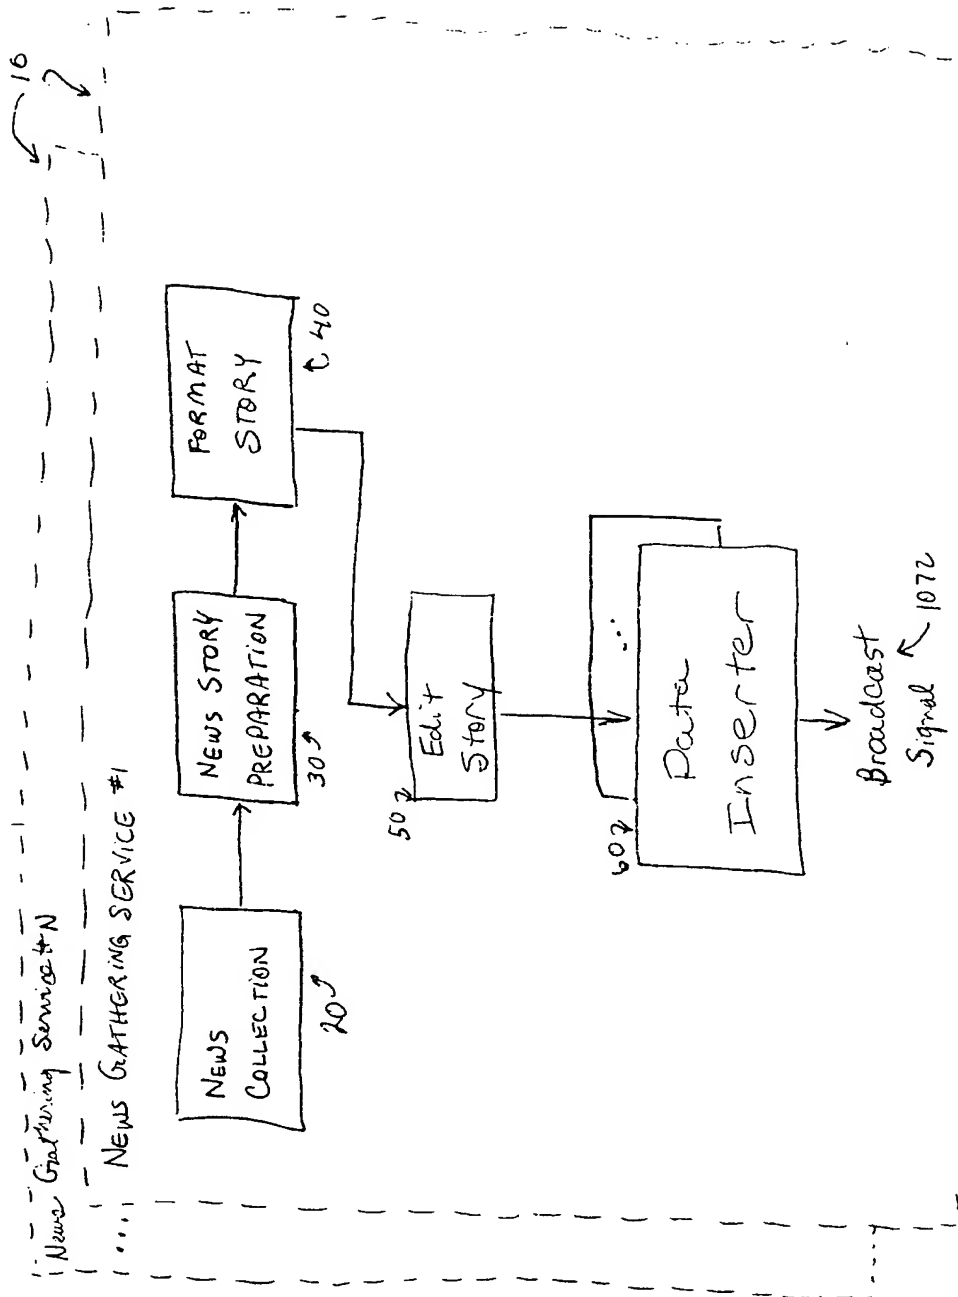 10
News Gathering Service #N
NEWS GATHERING SERVICE #1
....
NEWS
COLLECTION
20
NEWS STORY
PREPARATION
30
FORMAT
STORY
40
50
Edit
Story
...
60
Data
Inserter
Broadcast
Signal
1072
....